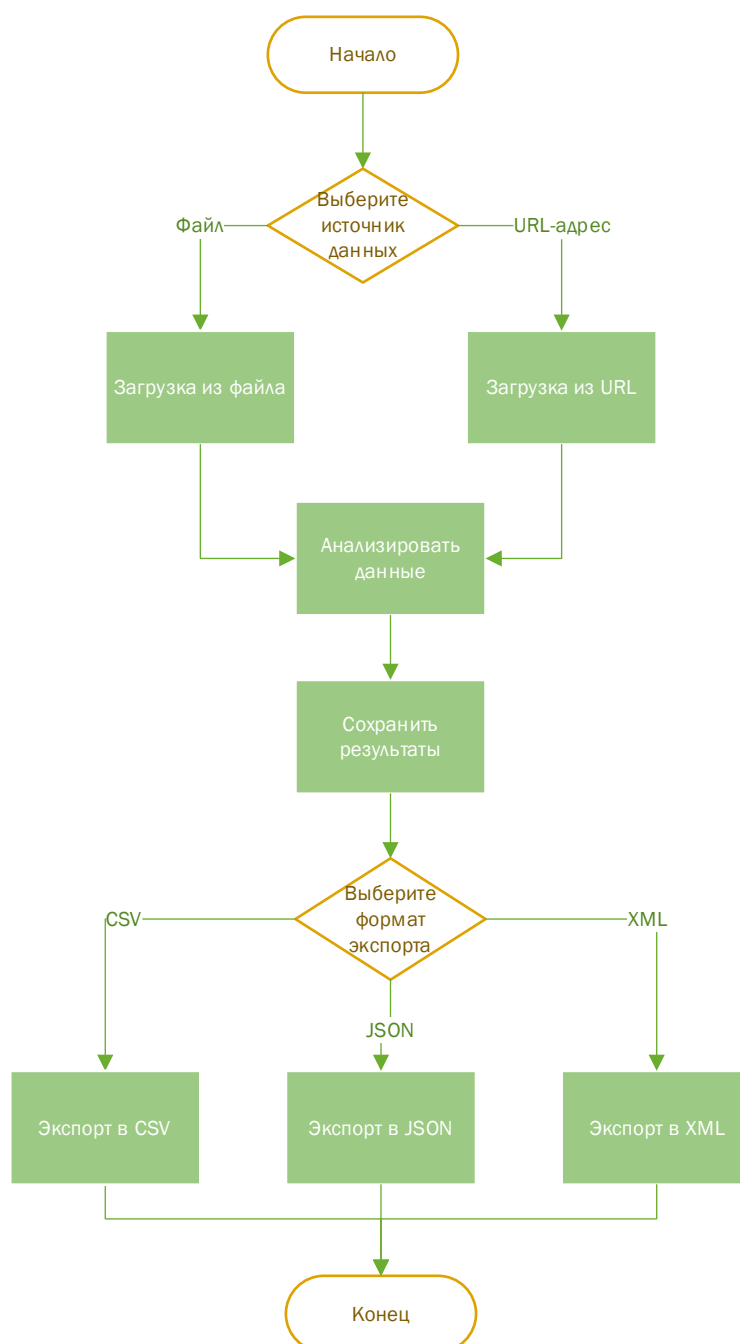 Начало
Выберите
источник
данных
Файл
URL-адрес
Загрузка из файла
Загрузка из URL
Анализировать
данные
Сохранить
результаты
Выберите
формат
экспорта
CSV
XML
JSON
Экспорт в CSV
Экспорт в JSON
Экспорт в XML
Конец